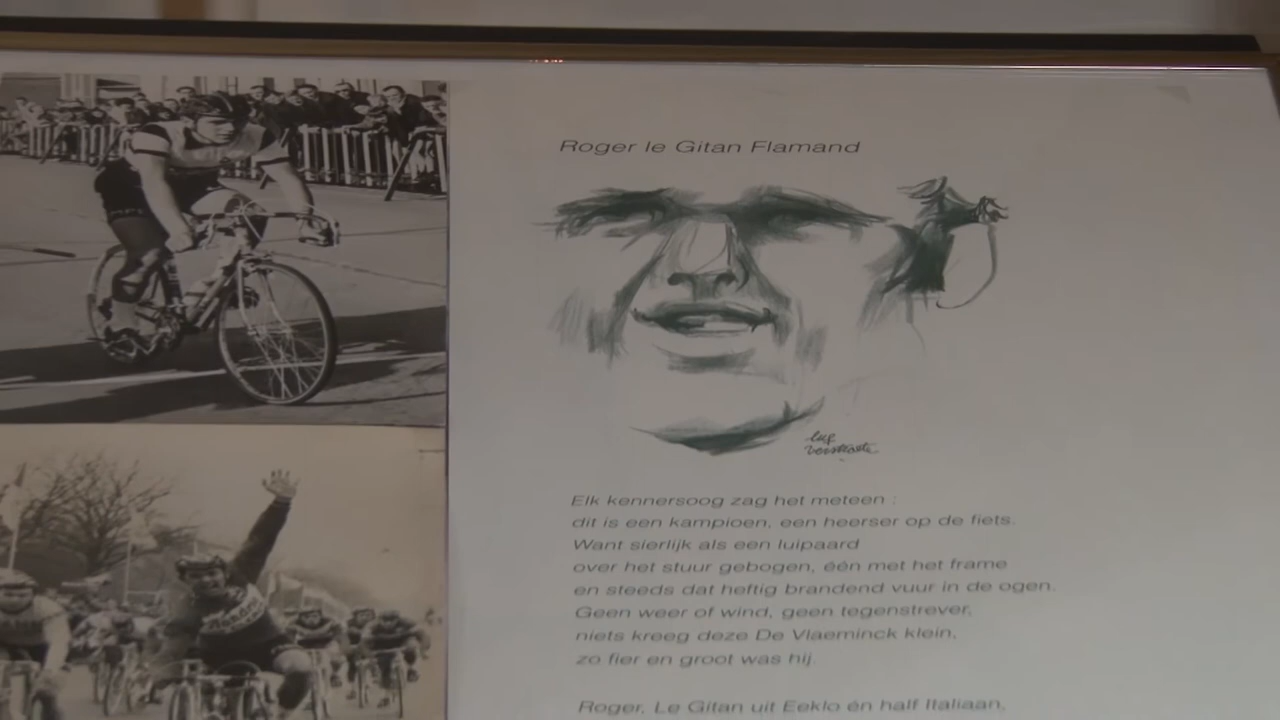 Roger le Gitan Flamand
Elk kennersoog zag het meteen :
dit is een kampioen, een heerser op de fiets.
Want sierlijk als een luipaard
over het stuur gebogen, één met het frame
en steeds dat heftig brandend vuur in de ogen.
Geen weer of wind, geen tegenstrever,
niets kreeg deze De Vlaeminck klein,
zo fier en groot was hij.
Roger, Le Gitan uit Eeklo én half Italiaan,